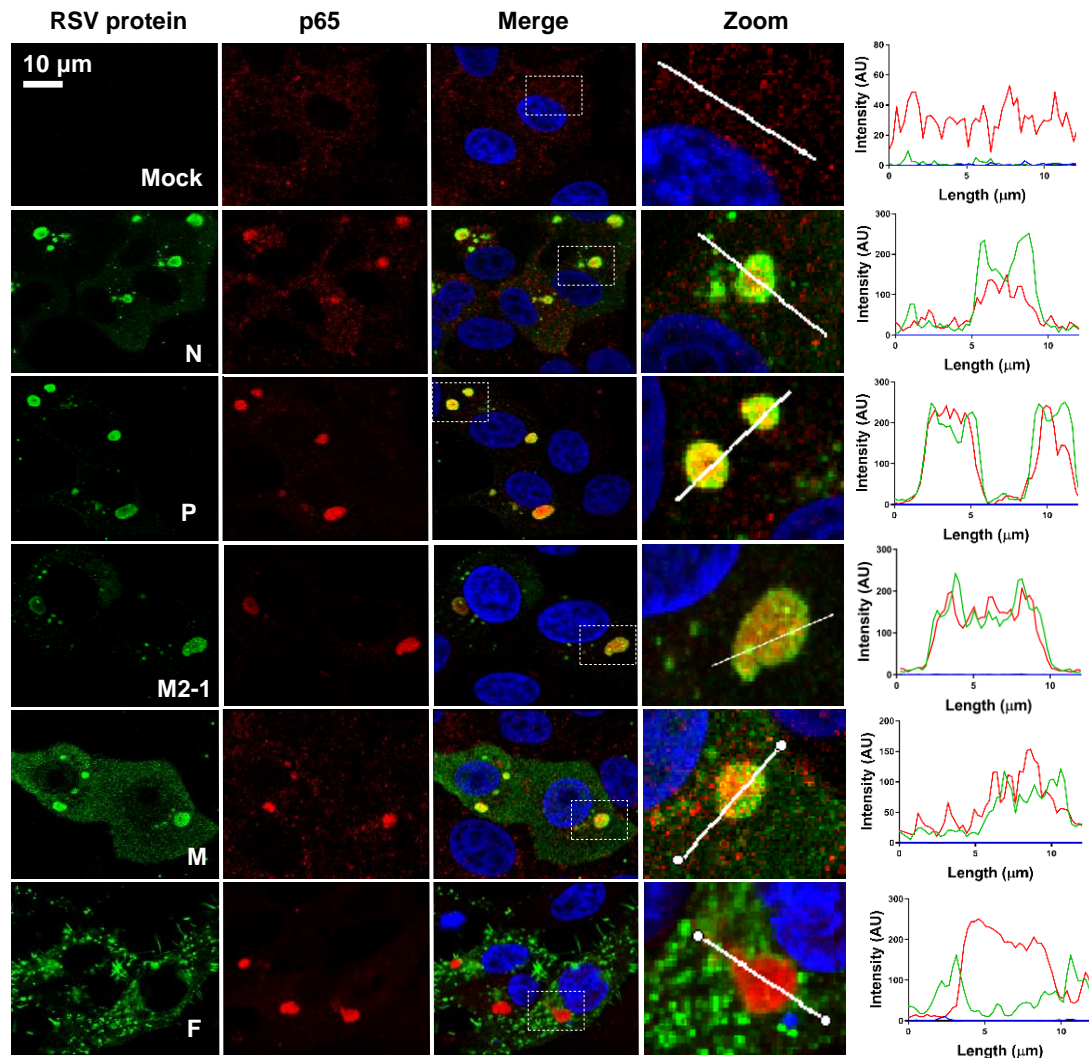 RSV protein p65 Merge Zoom
10 µm
Mock
Intensity (AU)
80
60
40
20
0
0 5 10
Length (µm)
N
Intensity (AU)
300
200
100
0
0 5 10
Length (µm)
P
Intensity (AU)
300
200
100
0
0 5 10
Length (µm)
M2-1
Intensity (AU)
300
200
100
0
0 5 10
Length (µm)
M
Intensity (AU)
200
150
100
50
0
0 5 10
Length (µm)
F
Intensity (AU)
300
200
100
0
0 5 10
Length (µm)